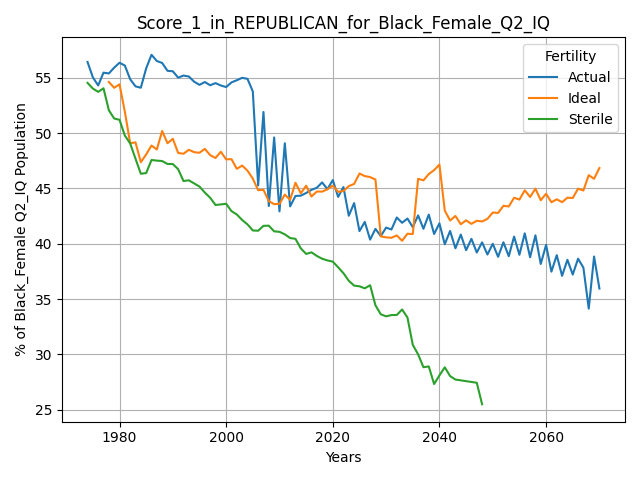 Score_1_in_REPUBLICAN_for_Black_Female_Q2_IQ
Fertility
Actual
Ideal
Sterile
% of Black_Female Q2_IQ Population
55
50
45
40
35
30
25
1980
2000
2020
2040
2060
Years